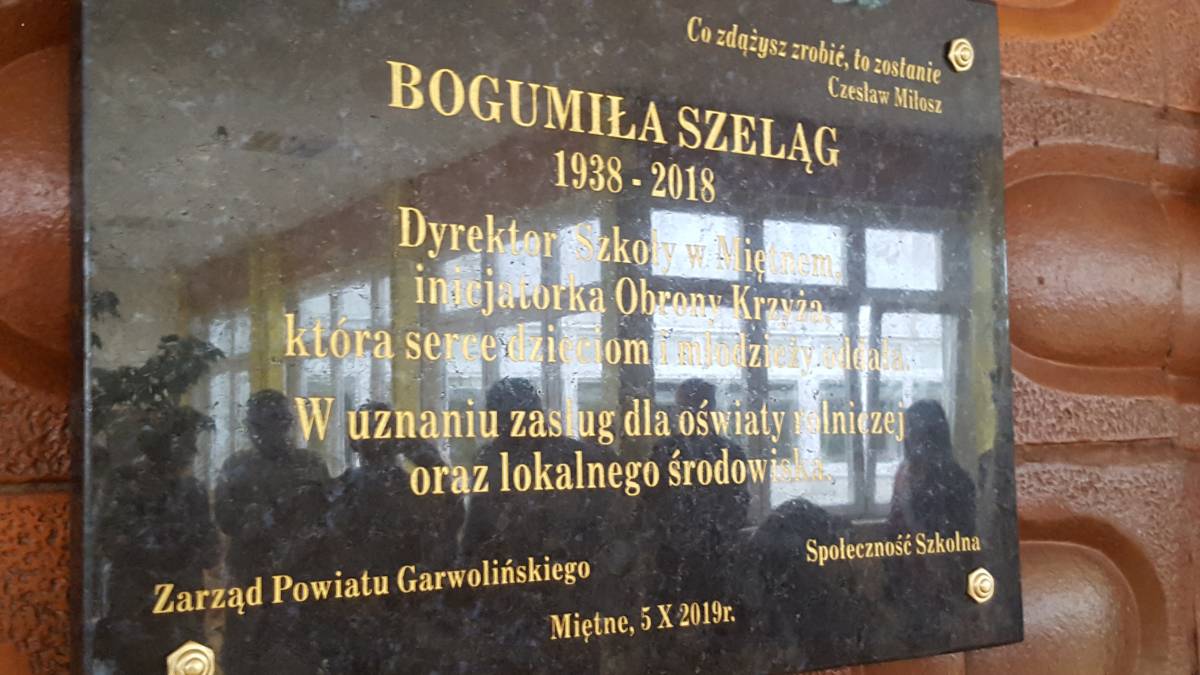 Co zdążysz zrobić, to zostanie
Czesław Miłosz
BOGUMIŁA SZELĄG
1938 - 2018
Dyrektor Szkoły w Miętnem,
inicjatorka Obrony Krzyża,
która serce dzieciom i młodzieży oddała.
W uznaniu zasług dla oświaty rolniczej
oraz lokalnego środowiska.
Społeczność Szkolna
Zarząd Powiatu Garwolińskiego
Miętne, 5 X 2019r.